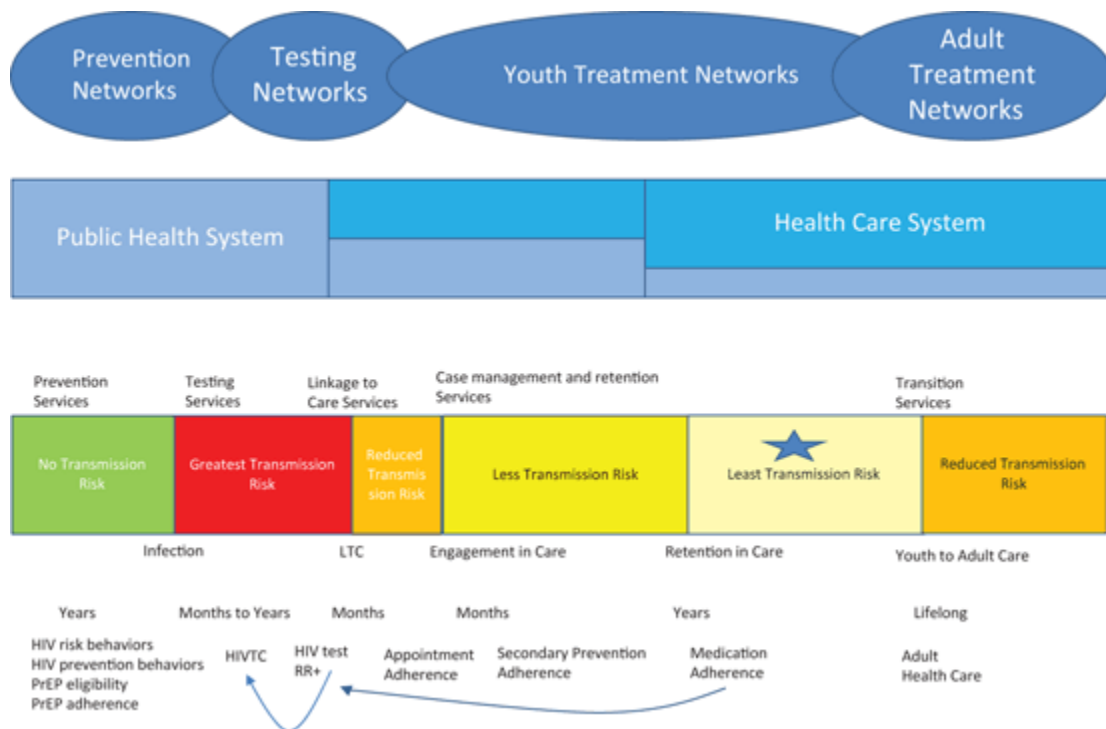 Prevention
Networks
Testing
Networks
Youth Treatment Networks
Adult
Treatment
Networks
Public Health System
Health Care System
Prevention
Services
Testing
Services
Linkage to
Care Services
Case management and retention
Services
Transition
Services
No Transmission
Risk
Greatest Transmission
Risk
Reduced
Transmis
sion Risk
Less Transmission Risk
Least Transmission Risk
Reduced Transmission
Risk
Infection
LTC
Engagement in Care
Retention in Care
Youth to Adult Care
Years
Months to Years
Months
Months
Years
Lifelong
HIV risk behaviors
HIV prevention behaviors
PrEP eligibility
PrEP adherence
HIVTC
HIV test
RR+
Appointment
Adherence
Secondary Prevention
Adherence
Medication
Adherence
Adult
Health Care